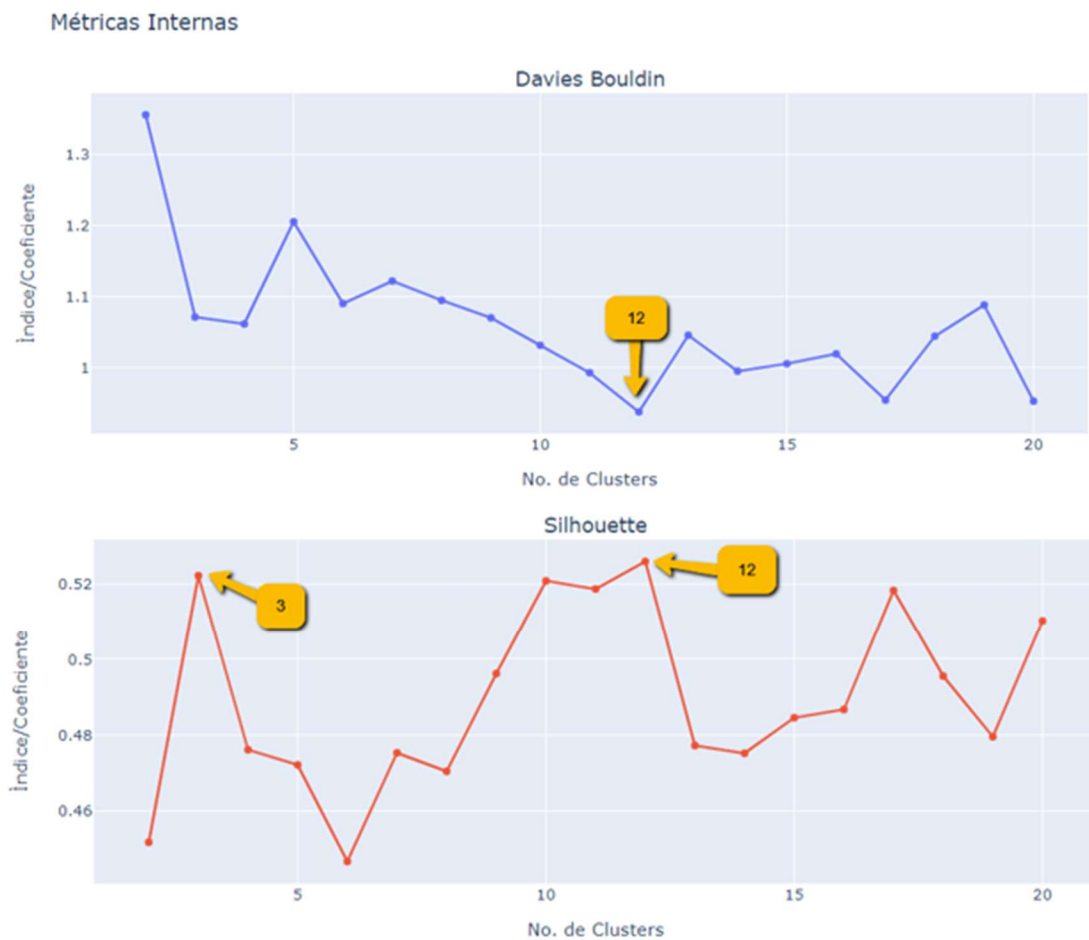 Métricas Internas
Davies Bouldin
1.3
1.2
1.1
1
Ìndice/Coeficiente
12
5
10
15
20
No. de Clusters
Silhouette
0.52
0.5
0.48
0.46
Ìndice/Coeficiente
3
12
5
10
15
20
No. de Clusters